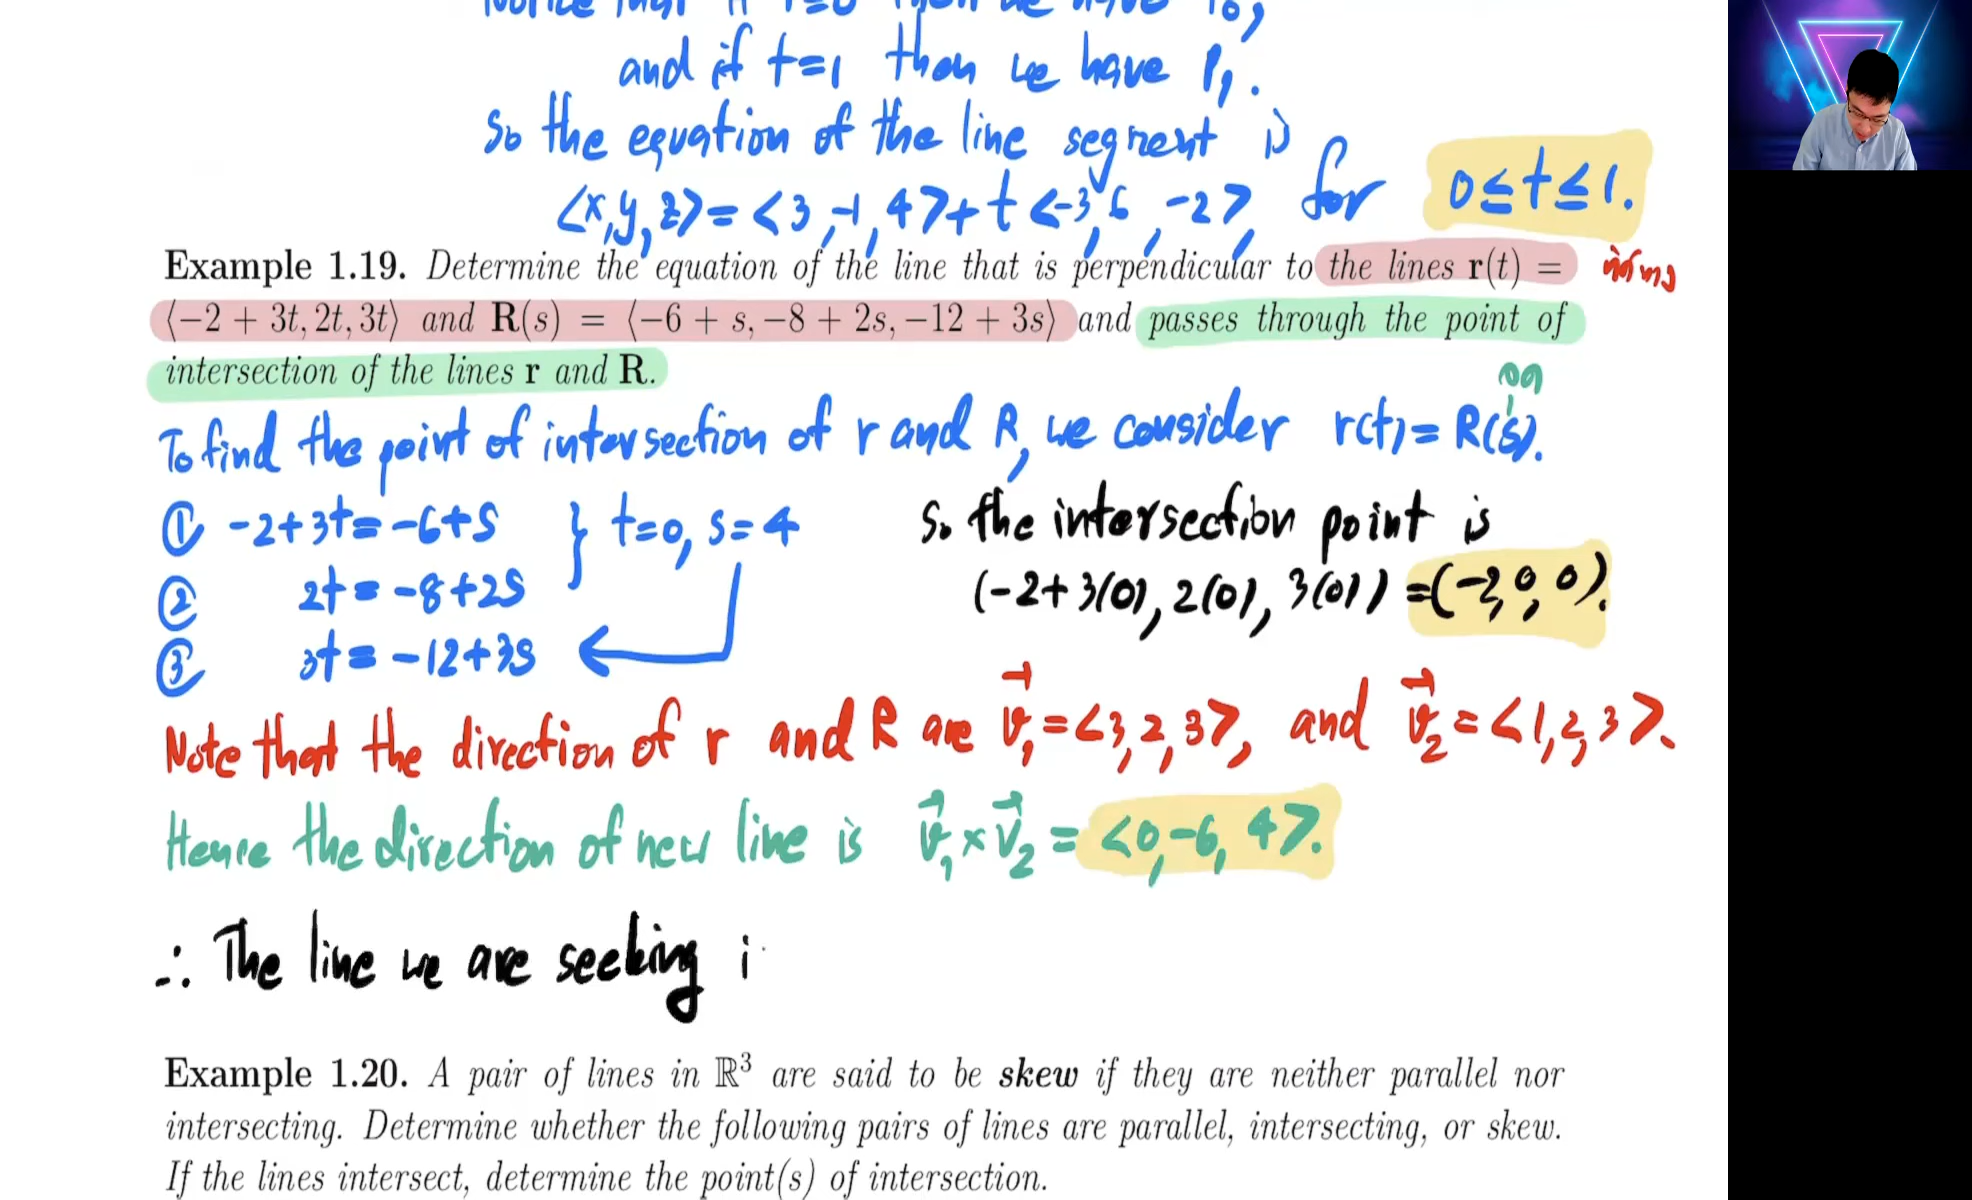 Notice that if t=0 then we have P₀,
and if t=1 then we have P₁.
So the equation of the line segment is
<x,y,z>=<3,-1,4>+t<-3,6,-2>, for 0≤t≤1.
Example 1.19. Determine the equation of the line that is perpendicular to the lines r(t) =
⟨−2 + 3t, 2t, 3t⟩ and R(s) = ⟨−6 + s, −8 + 2s, −12 + 3s⟩ and passes through the point of
intersection of the lines r and R.
To find the point of intersection of r and R, we consider r(t)=R(s).
① -2+3t=-6+s } t=0, s=4
② 2t=-8+2s
③ 3t=-12+3s
So the intersection point is
(-2+3(0), 2(0), 3(0))=(-2,0,0).
Note that the direction of r and R are v⃗₁=<3,2,3>, and v⃗₂=<1,2,3>.
Hence the direction of new line is v⃗₁×v⃗₂=<0,-6,4>.
∴ The line we are seeking i
Example 1.20. A pair of lines in ℝ³ are said to be skew if they are neither parallel nor
intersecting. Determine whether the following pairs of lines are parallel, intersecting, or skew.
If the lines intersect, determine the point(s) of intersection.